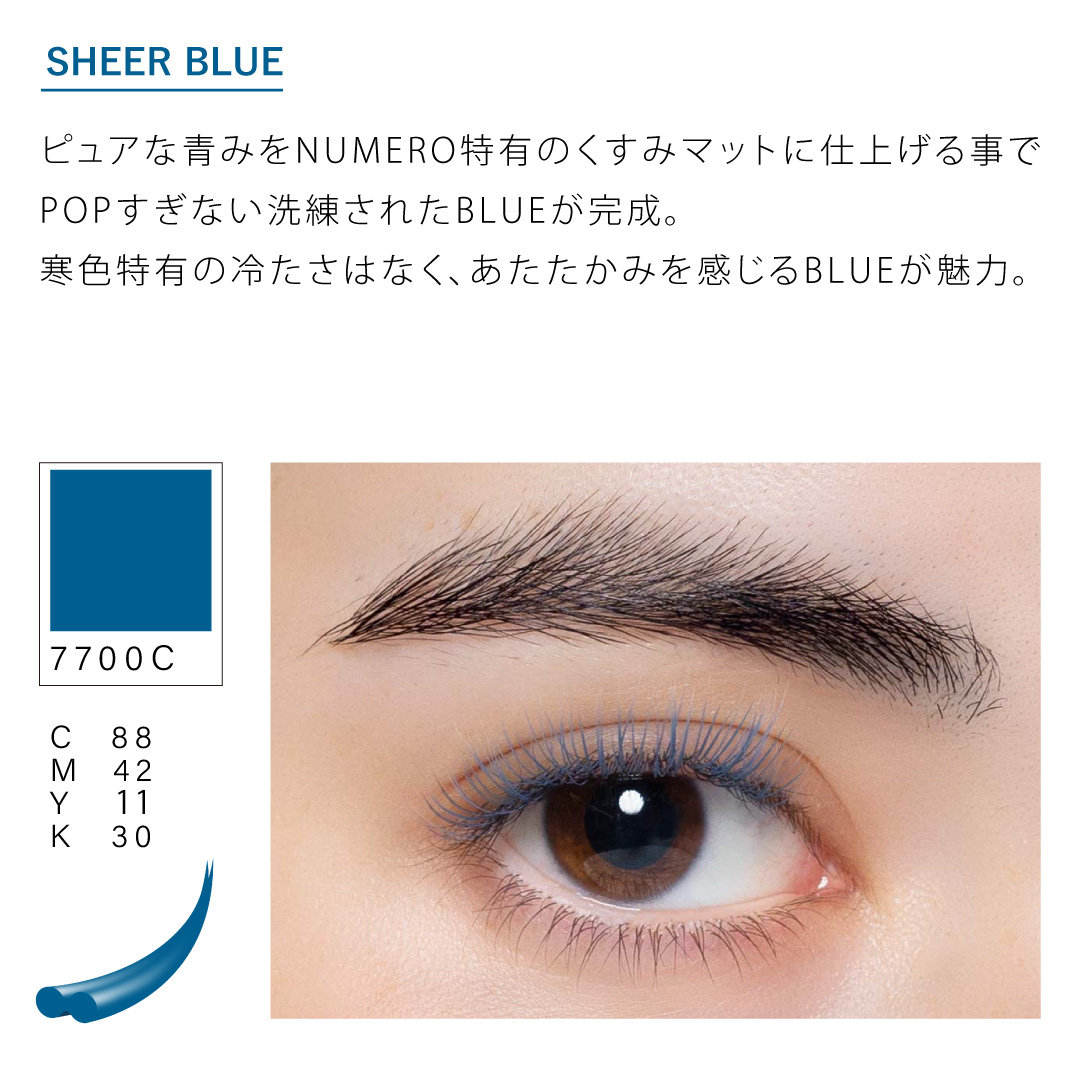 SHEER BLUE
ピュアな青みをNUMERO特有のくすみマットに仕上げる事で
POPすぎない洗練されたBLUEが完成。
寒色特有の冷たさはなく、あたたかみを感じるBLUEが魅力。
7700C
C 88
M 42
Y 11
K 30